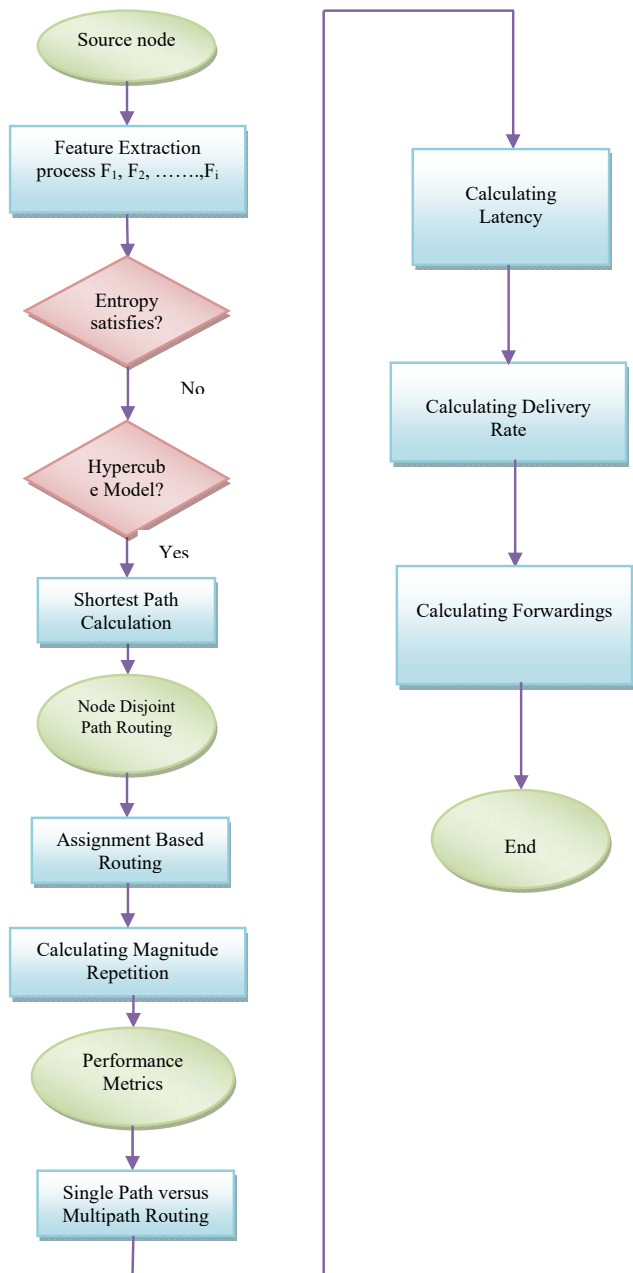 Source node
Feature Extraction
process F₁, F₂, …….,Fᵢ
Entropy
satisfies?
No
Hypercub
e Model?
Yes
Shortest Path
Calculation
Node Disjoint
Path Routing
Assignment Based
Routing
Calculating Magnitude
Repetition
Performance
Metrics
Single Path versus
Multipath Routing
Calculating
Latency
Calculating Delivery
Rate
Calculating Forwardings
End